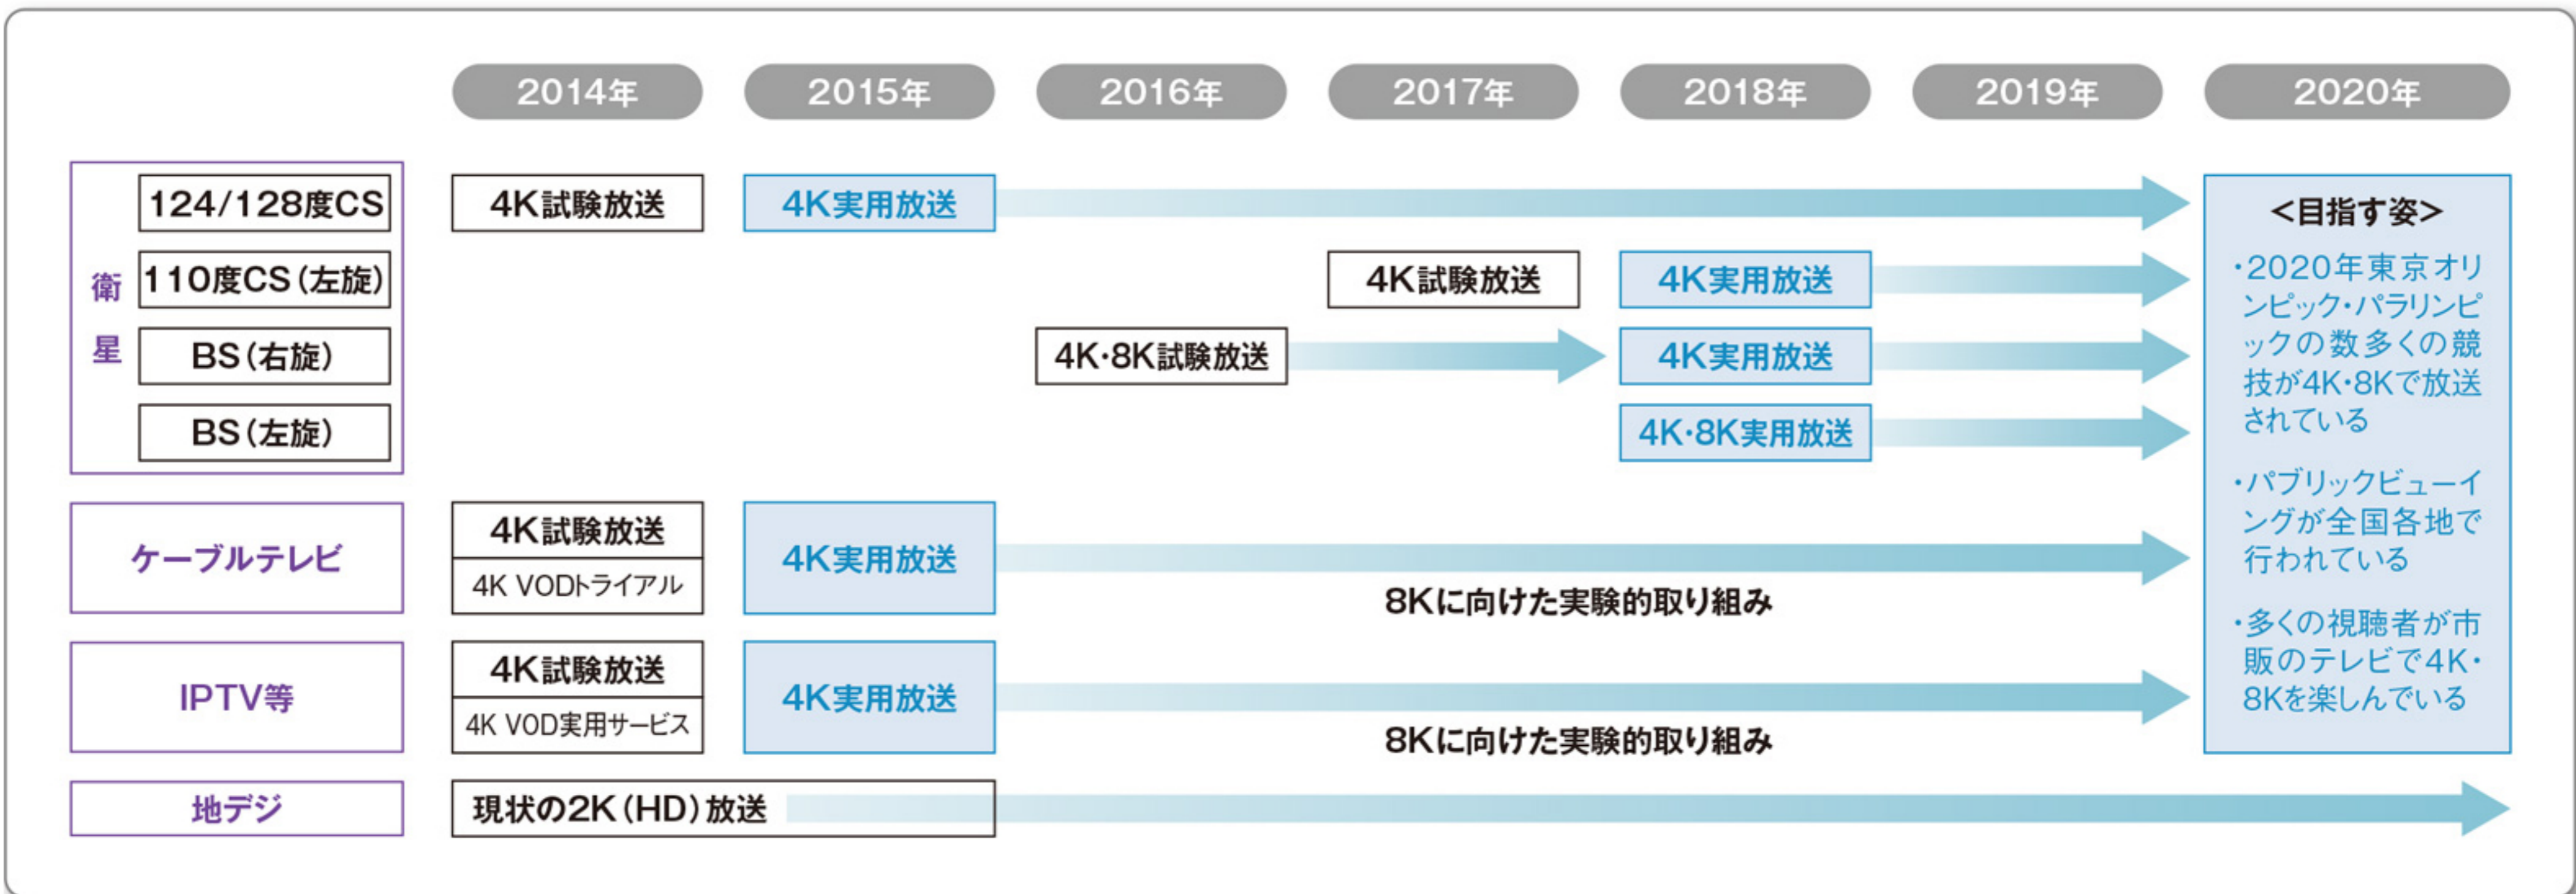 2014年
2015年
2016年
2017年
2018年
2019年
2020年
衛星
124/128度CS
4K試験放送
4K実用放送
110度CS(左旋)
4K試験放送
4K実用放送
BS(右旋)
4K・8K試験放送
4K実用放送
BS(左旋)
4K・8K実用放送
ケーブルテレビ
4K試験放送
4K VODトライアル
4K実用放送
8Kに向けた実験的取り組み
IPTV等
4K試験放送
4K VOD実用サービス
4K実用放送
8Kに向けた実験的取り組み
地デジ
現状の2K(HD)放送
<目指す姿>
・2020年東京オリ
ンピック・パラリンピ
ックの数多くの競
技が4K・8Kで放送
されている
・パブリックビューイ
ングが全国各地で
行われている
・多くの視聴者が市
販のテレビで4K・
8Kを楽しんでいる